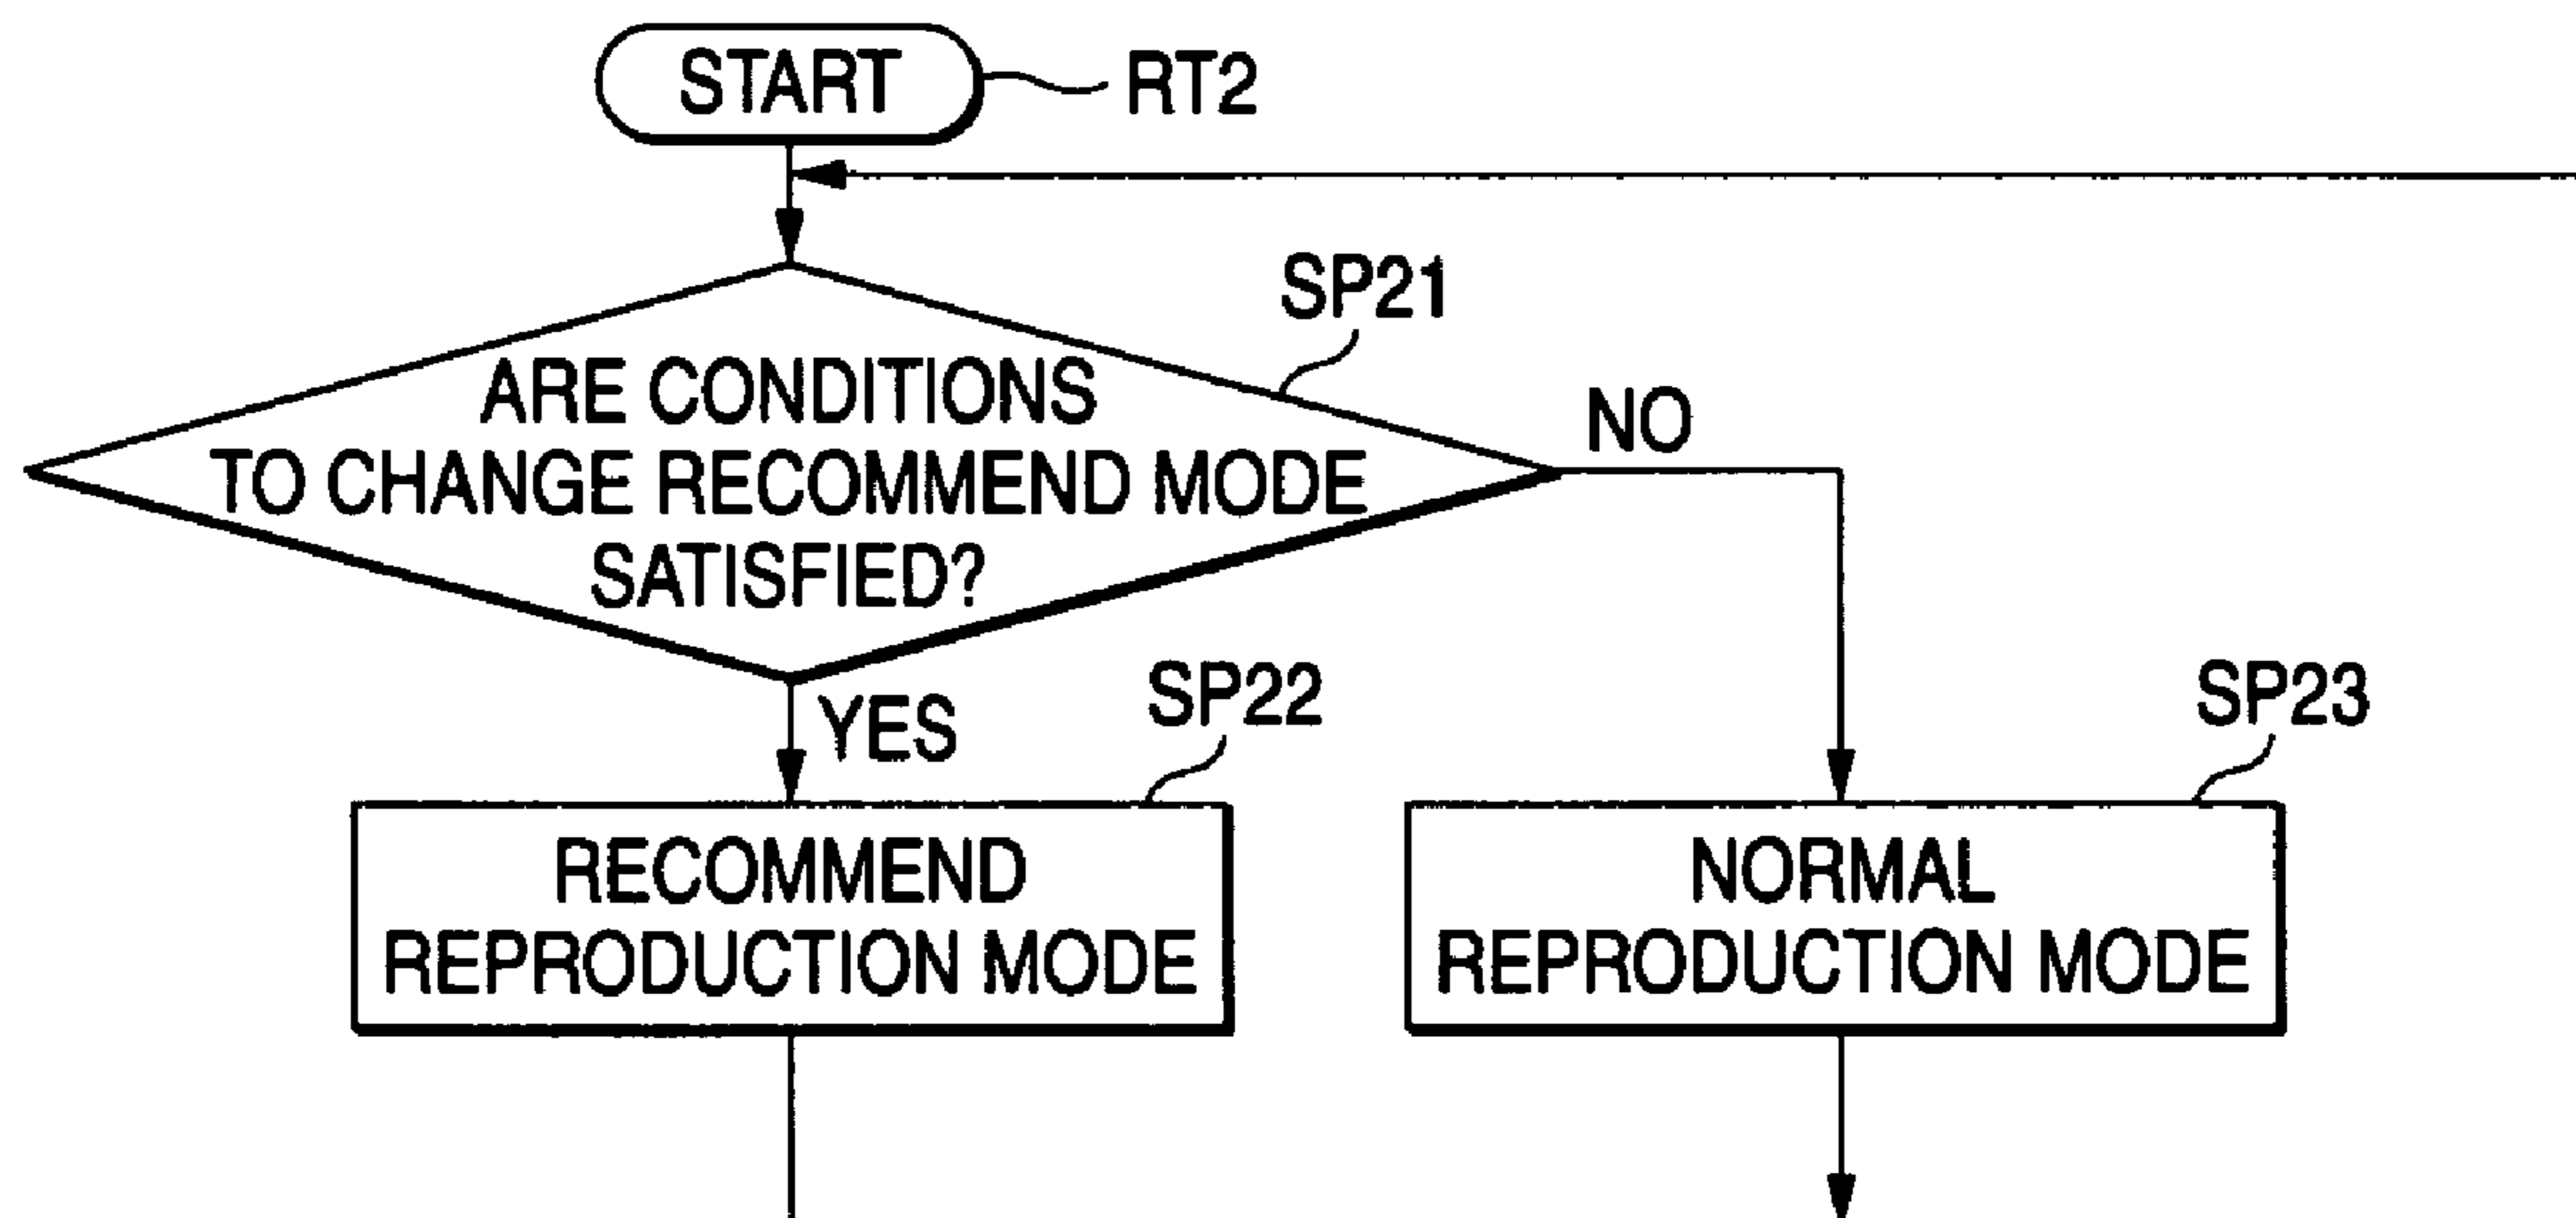 START
RT2
SP21
ARE CONDITIONS
TO CHANGE RECOMMEND MODE
SATISFIED?
NO
YES
SP22
SP23
RECOMMEND
REPRODUCTION MODE
NORMAL
REPRODUCTION MODE